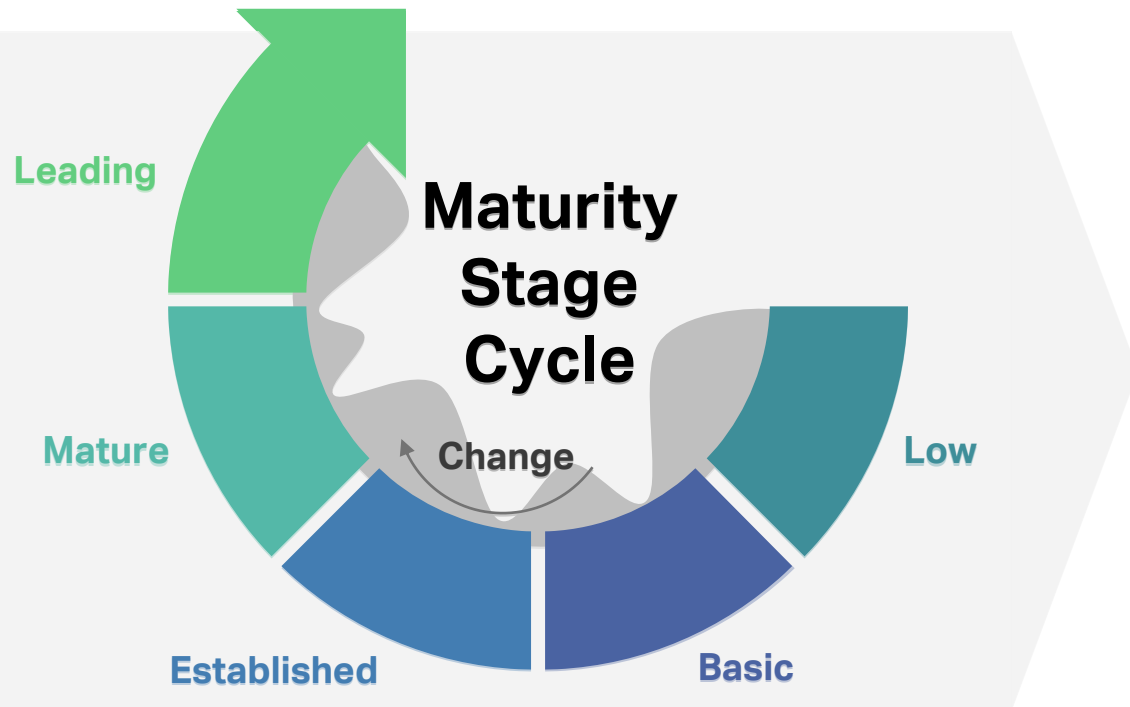 Leading
Maturity
Stage
Cycle
Change
Mature
Low
Established
Basic